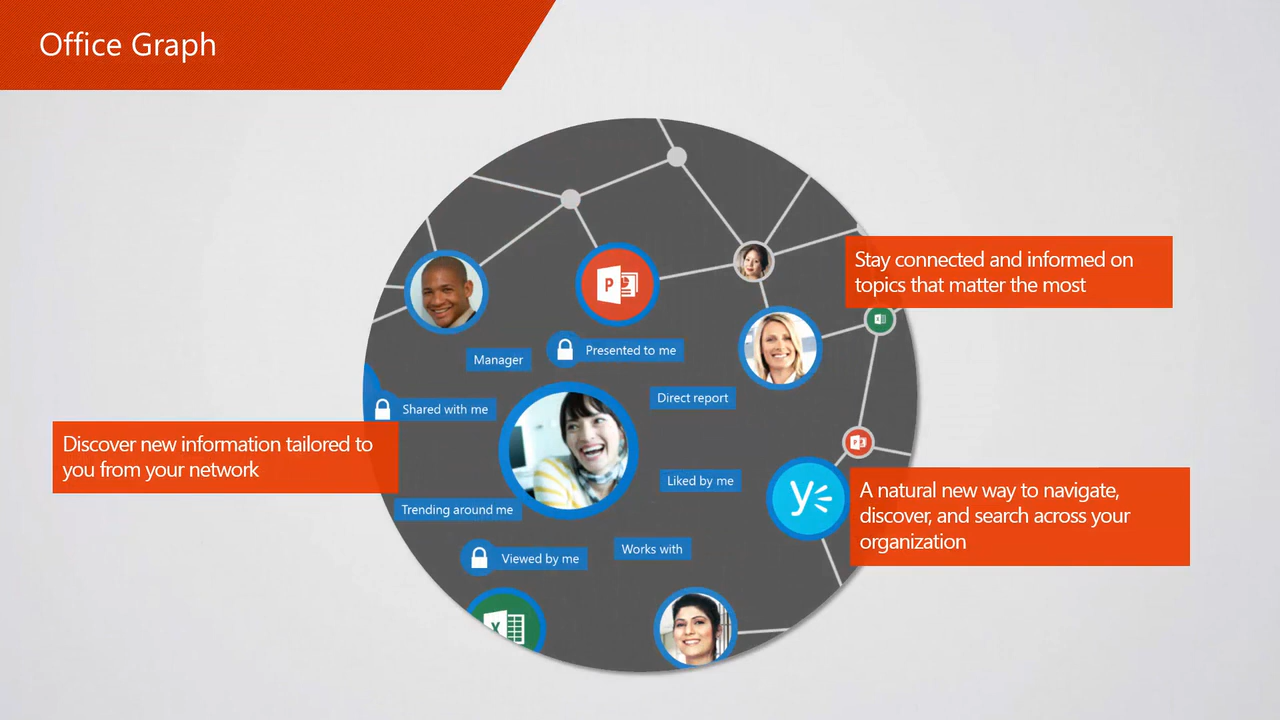 Office Graph
Stay connected and informed on
topics that matter the most
P
Presented to me
Manager
Direct report
Shared with me
Discover new information tailored to
you from your network
Liked by me
A natural new way to navigate,
discover, and search across your
organization
Trending around me
Works with
Viewed by me
X